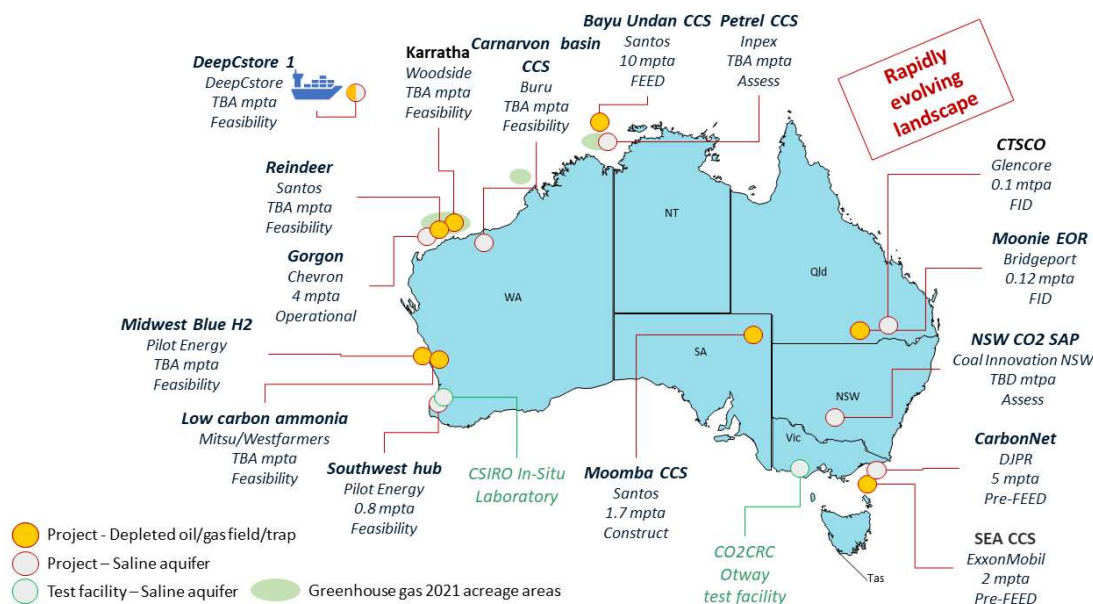 DeepCstore 1
DeepCstore
TBA mpta
Feasibility
Karratha
Woodside
TBA mpta
Feasibility
Carnarvon basin
CCS
Buru
TBA mpta
Feasibility
Bayu Undan CCS
Santos
10 mpta
FEED
Petrel CCS
Inpex
TBA mpta
Assess
Rapidly
evolving
landscape
CTSCO
Glencore
0.1 mtpa
FID
Reindeer
Santos
TBA mpta
Feasibility
Gorgon
Chevron
4 mpta
Operational
Moonie EOR
Bridgeport
0.12 mpta
FID
Midwest Blue H2
Pilot Energy
TBA mpta
Feasibility
NSW CO2 SAP
Coal Innovation NSW
TBD mtpa
Assess
Low carbon ammonia
Mitsu/Westfarmers
TBA mpta
Feasibility
Southwest hub
Pilot Energy
0.8 mpta
Feasibility
CSIRO In-Situ
Laboratory
Moomba CCS
Santos
1.7 mpta
Construct
CO2CRC
Otway
test facility
CarbonNet
DJPR
5 mpta
Pre-FEED
SEA CCS
ExxonMobil
2 mpta
Pre-FEED
WA
NT
Qld
SA
NSW
Vic
Tas
Project - Depleted oil/gas field/trap
Project – Saline aquifer
Test facility – Saline aquifer
Greenhouse gas 2021 acreage areas